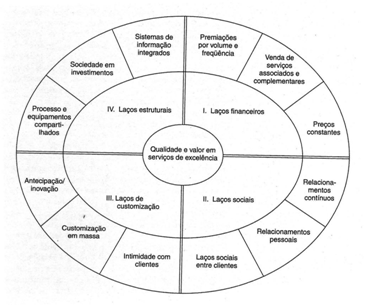 Sistemas de
informação
integrados
Premiações
por volume e
freqüência
Sociedade em
investimentos
Venda de
serviços
associados e
complementares
Processo e
equipamentos
comparti-
lhados
IV. Laços estruturais
I. Laços financeiros
Preços
constantes
Qualidade e valor em
serviços de excelência
Antecipação/
inovação
III. Laços de
customização
II. Laços sociais
Relaciona-
mentos
contínuos
Customização
em massa
Relacionamentos
pessoais
Intimidade com
clientes
Laços sociais
entre clientes